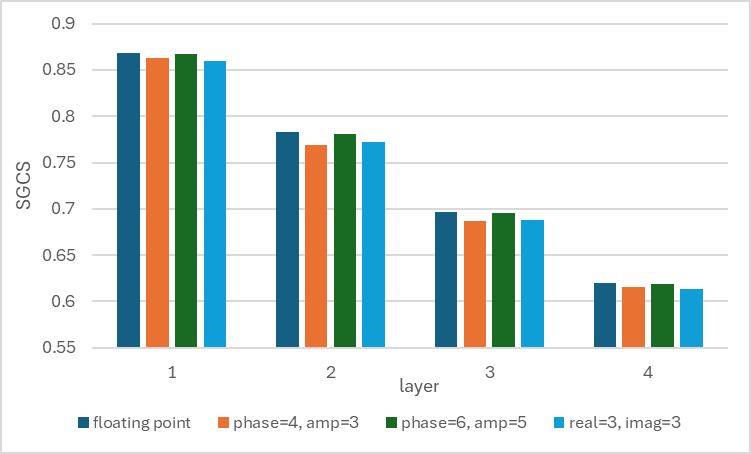 0.9
0.85
0.8
0.75
0.7
0.65
0.6
0.55
SGCS
1 2 3 4
layer
floating point phase=4, amp=3 phase=6, amp=5 real=3, imag=3